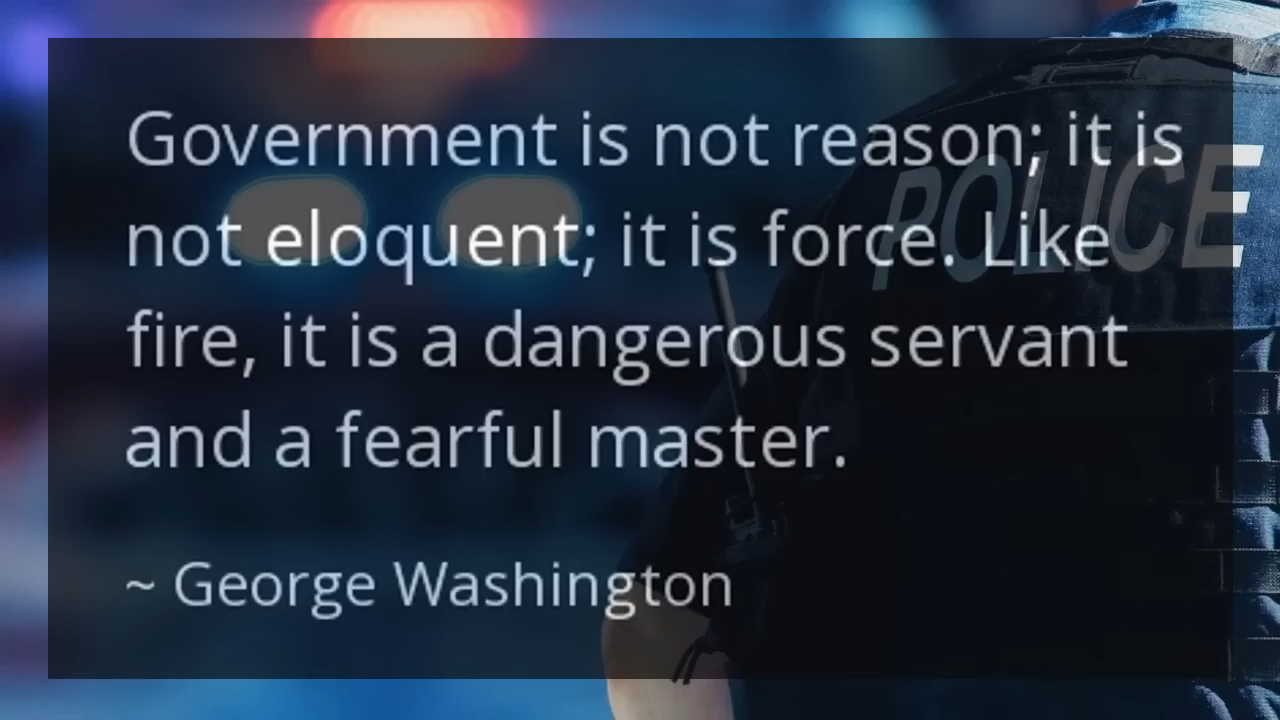 Government is not reason; it is
not eloquent; it is force. Like
fire, it is a dangerous servant
and a fearful master.
~ George Washington
POLICE